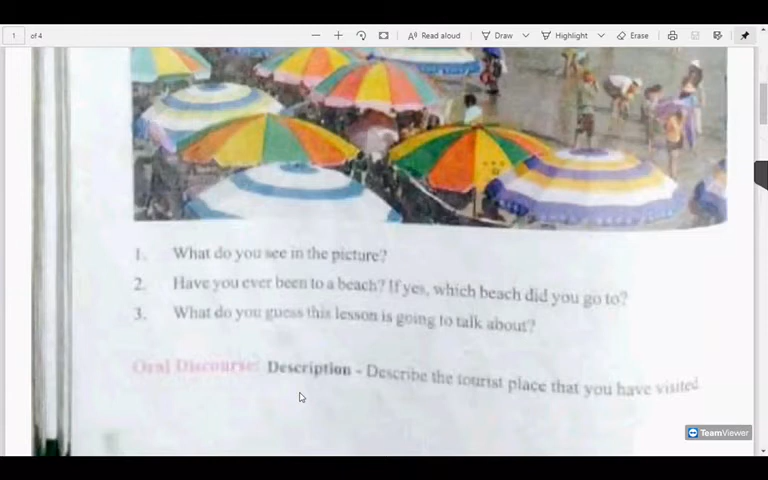 1 of 4 Read aloud Draw Highlight Erase
1. What do you see in the picture?
2. Have you ever been to a beach? If yes, which beach did you go to?
3. What do you guess this lesson is going to talk about?
Oral Discourse: Description - Describe the tourist place that you have visited
TeamViewer